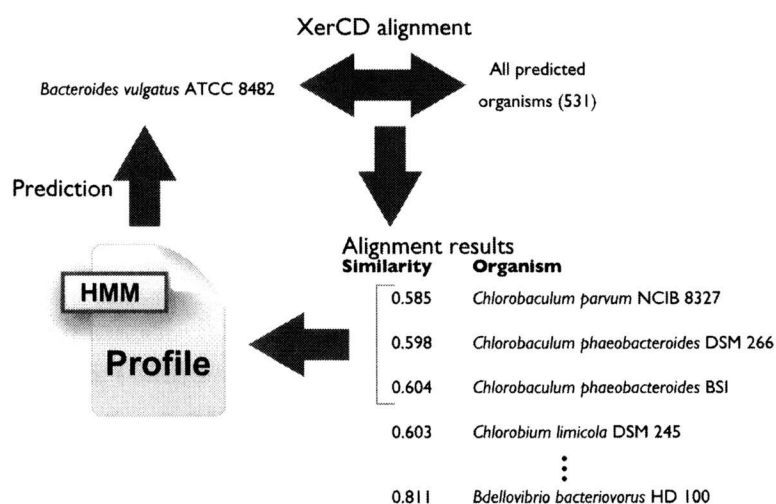 XerCD alignment
Bacteroides vulgatus ATCC 8482
All predicted
organisms (531)
Prediction
Alignment results
Similarity Organism
0.585 Chlorobaculum parvum NCIB 8327
0.598 Chlorobaculum phaeobacteroides DSM 266
0.604 Chlorobaculum phaeobacteroides BSI
0.603 Chlorobium limicola DSM 245
0.811 Bdellovibrio bacteriovorus HD 100
HMM
Profile